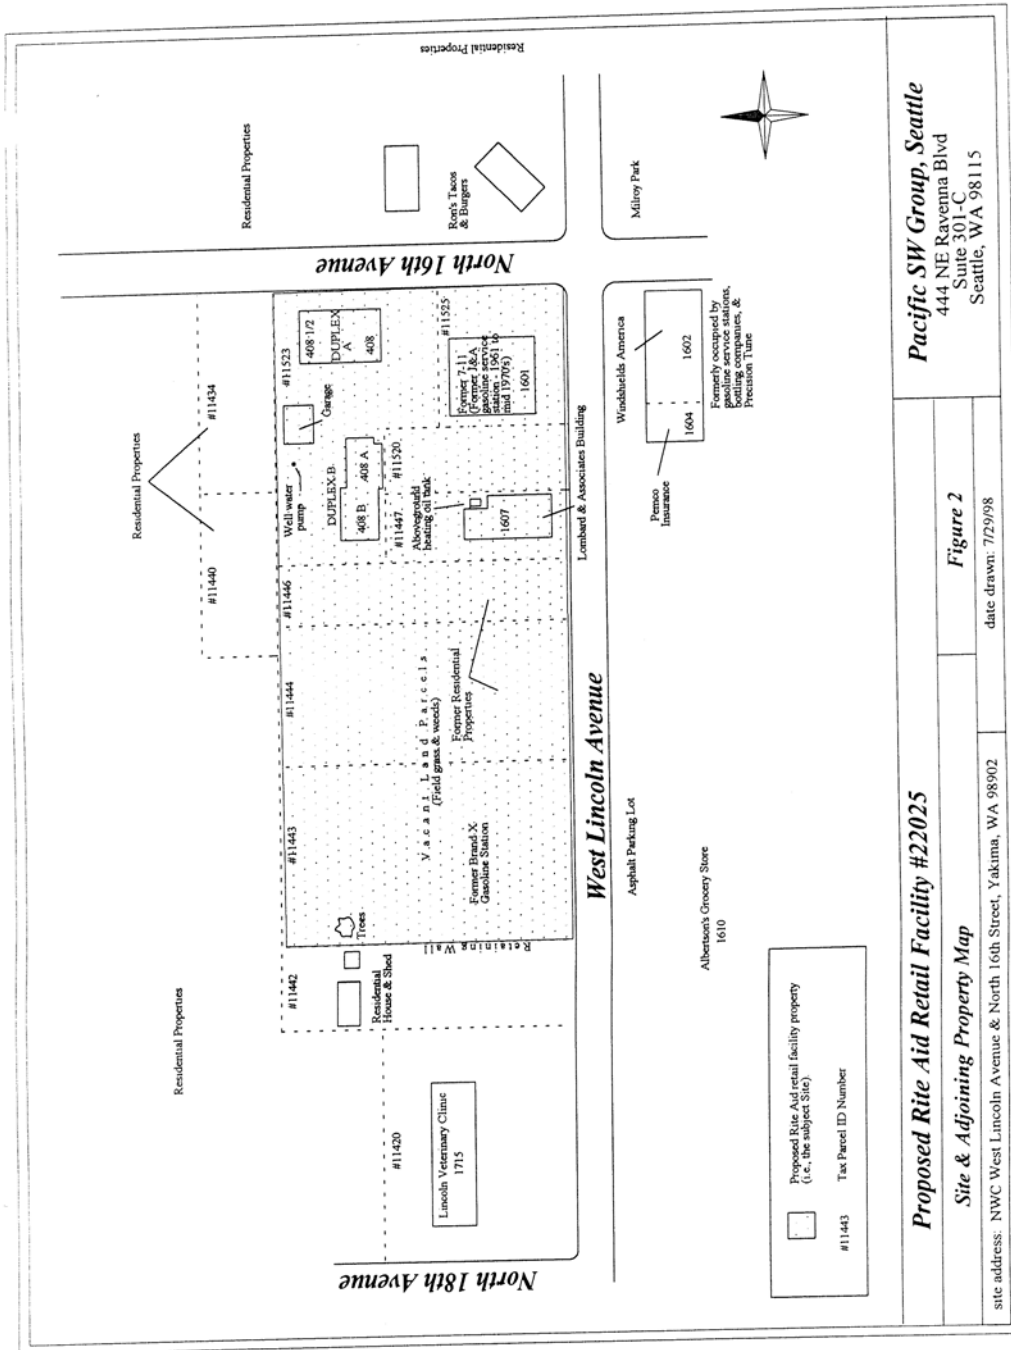 Residential Properties
Residential Properties
#11434
#11440
Residential Properties
North 16th Avenue
Residential Properties
Ron's Tacos
& Burgers
Milroy Park
#11442
Residential
House & Shed
Trees
Retaining Wall
#11443
#11444
#11446
Vacant Land Parcels
(Field grass & weeds)
Former Brand-X
Gasoline Station
Former Residential
Properties
Well water
pump
DUPLEX B
408 B
408 A
#11447
#11520
Aboveground
heating oil tank
1607
Lombard & Associates Building
#11523
Garage
408 1/2
DUPLEX
A
408
#11525
Former 7-11
(Former J&A
gasoline service
station - 1961 to
mid 1970's)
1601
North 18th Avenue
#11420
Lincoln Veterinary Clinic
1715
West Lincoln Avenue
Asphalt Parking Lot
Albertson's Grocery Store
1610
Pemco
Insurance
Windshields America
1604
1602
Formerly occupied by
gasoline service stations,
bottling companies, &
Precision Tune
Proposed Rite Aid retail facility property
(i.e., the subject Site)
#11443
Tax Parcel ID Number
Proposed Rite Aid Retail Facility #22025
Site & Adjoining Property Map
Figure 2
site address: NWC West Lincoln Avenue & North 16th Street, Yakima, WA 98902
date drawn: 7/29/98
Pacific SW Group, Seattle
444 NE Ravenna Blvd
Suite 301-C
Seattle, WA 98115